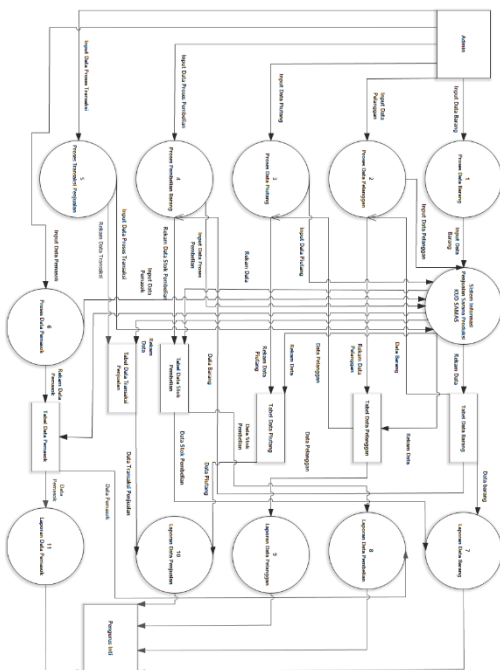 Admin
Input Data Barang
Input Data
Pelanggan
Input Data Piutang
Input Data Proses Pembelian
Input Data Proses Transaksi
Input Data Pemasok
1
Proses Data Barang
2
Proses Data Pelanggan
3
Proses Data Piutang
4
Proses Pembelian Barang
5
Proses Transaksi Penjualan
6
Proses Data Pemasok
Input Data
Barang
Input Data Pelanggan
Input Data Piutang
Input Data Proses
Pembelian
Input Data Proses Transaksi
Input Data
Pemasok
Sistem Informasi
Penjualan Sarana Produksi
KUD SAMAS
Rekam Data
Data Barang
Rekam Data
Pelanggan
Data Pelanggan
Rekam Data
Rekam Data
Piutang
Rekam Data
Data Barang
Rekam Data Stok Pembelian
Rekam
Data
Rekam Data Transaksi
Rekam Data
Pemasok
Tabel Data Barang
Tabel Data Pelanggan
Tabel Data Piutang
Tabel Data Stok
Pembelian
Tabel Data Transaksi
Penjualan
Tabel Data Pemasok
Data barang
Rekam Data
Data Pelanggan
Data Stok
Pembelian
Data Piutang
Data Stok Pembelian
Data Transaksi Penjualan
Data Pemasok
Data
Pemasok
7
Laporan Data Barang
8
Laporan Data Pembelian
9
Laporan Data Pelanggan
10
Laporan Data Penjualan
11
Laporan Data Pemasok
Pengurus Inti